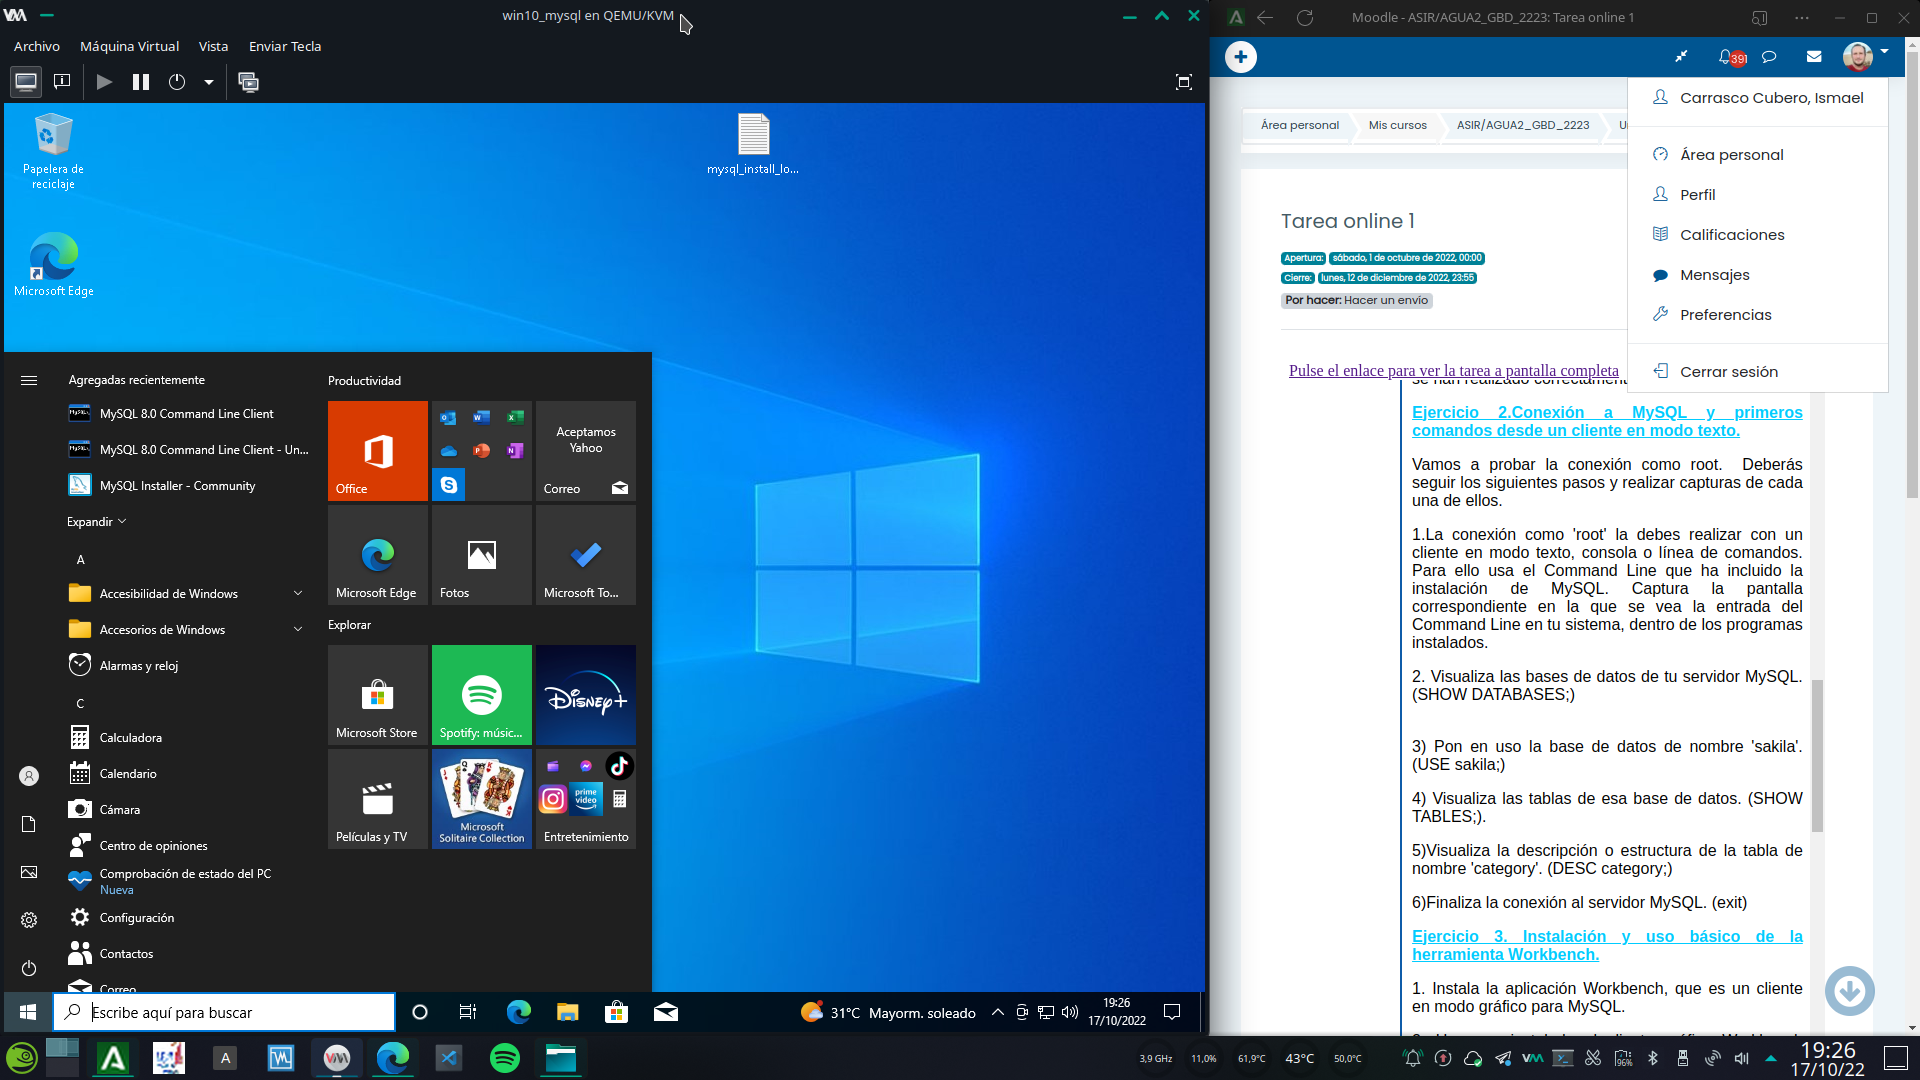 win10_mysql en QEMU/KVM
Archivo
Máquina Virtual
Vista
Enviar Tecla
Papelera de
reciclaje
Microsoft Edge
mysql_install_lo...
Agregadas recientemente
MySQL 8.0 Command Line Client
MySQL 8.0 Command Line Client - Un...
MySQL Installer - Community
Expandir
A
Accesibilidad de Windows
Accesorios de Windows
Alarmas y reloj
C
Calculadora
Calendario
Cámara
Centro de opiniones
Comprobación de estado del PC
Nueva
Configuración
Contactos
Correo
Productividad
Office
Aceptamos
Yahoo
Correo
Microsoft Edge
Fotos
Microsoft To...
Explorar
Microsoft Store
Spotify: músic...
Disney+
Películas y TV
Microsoft
Solitaire Collection
prime
video
Entretenimiento
Escribe aquí para buscar
31°C Mayorm. soleado
19:26
17/10/2022
Moodle - ASIR/AGUA2_GBD_2223: Tarea online 1
391
Área personal
Mis cursos
ASIR/AGUA2_GBD_2223
Carrasco Cubero, Ismael
Área personal
Perfil
Calificaciones
Mensajes
Preferencias
Cerrar sesión
Tarea online 1
Apertura: sábado, 1 de octubre de 2022, 00:00
Cierre: lunes, 12 de diciembre de 2022, 23:55
Por hacer: Hacer un envío
Pulse el enlace para ver la tarea a pantalla completa
se han realizado correctament
Ejercicio 2.Conexión a MySQL y primeros
comandos desde un cliente en modo texto.
Vamos a probar la conexión como root. Deberás
seguir los siguientes pasos y realizar capturas de cada
una de ellos.
1.La conexión como 'root' la debes realizar con un
cliente en modo texto, consola o línea de comandos.
Para ello usa el Command Line que ha incluido la
instalación de MySQL. Captura la pantalla
correspondiente en la que se vea la entrada del
Command Line en tu sistema, dentro de los programas
instalados.
2. Visualiza las bases de datos de tu servidor MySQL.
(SHOW DATABASES;)
3) Pon en uso la base de datos de nombre 'sakila'.
(USE sakila;)
4) Visualiza las tablas de esa base de datos. (SHOW
TABLES;).
5)Visualiza la descripción o estructura de la tabla de
nombre 'category'. (DESC category;)
6)Finaliza la conexión al servidor MySQL. (exit)
Ejercicio 3. Instalación y uso básico de la
herramienta Workbench.
1. Instala la aplicación Workbench, que es un cliente
en modo gráfico para MySQL.
3,9 GHz
11,0%
61,9°C
43°C
50,0°C
96%
19:26
17/10/22